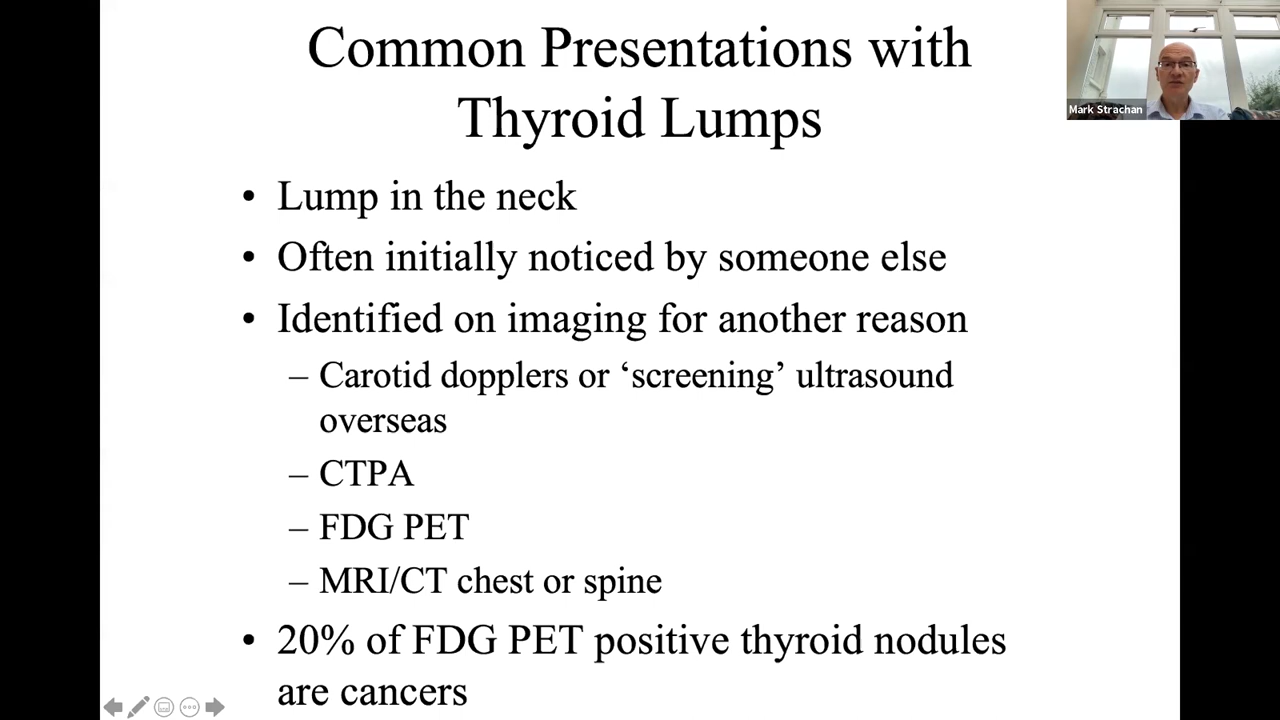 Common Presentations with
Thyroid Lumps
Mark Strachan
• Lump in the neck
• Often initially noticed by someone else
• Identified on imaging for another reason
– Carotid dopplers or ‘screening’ ultrasound
overseas
– CTPA
– FDG PET
– MRI/CT chest or spine
• 20% of FDG PET positive thyroid nodules
are cancers